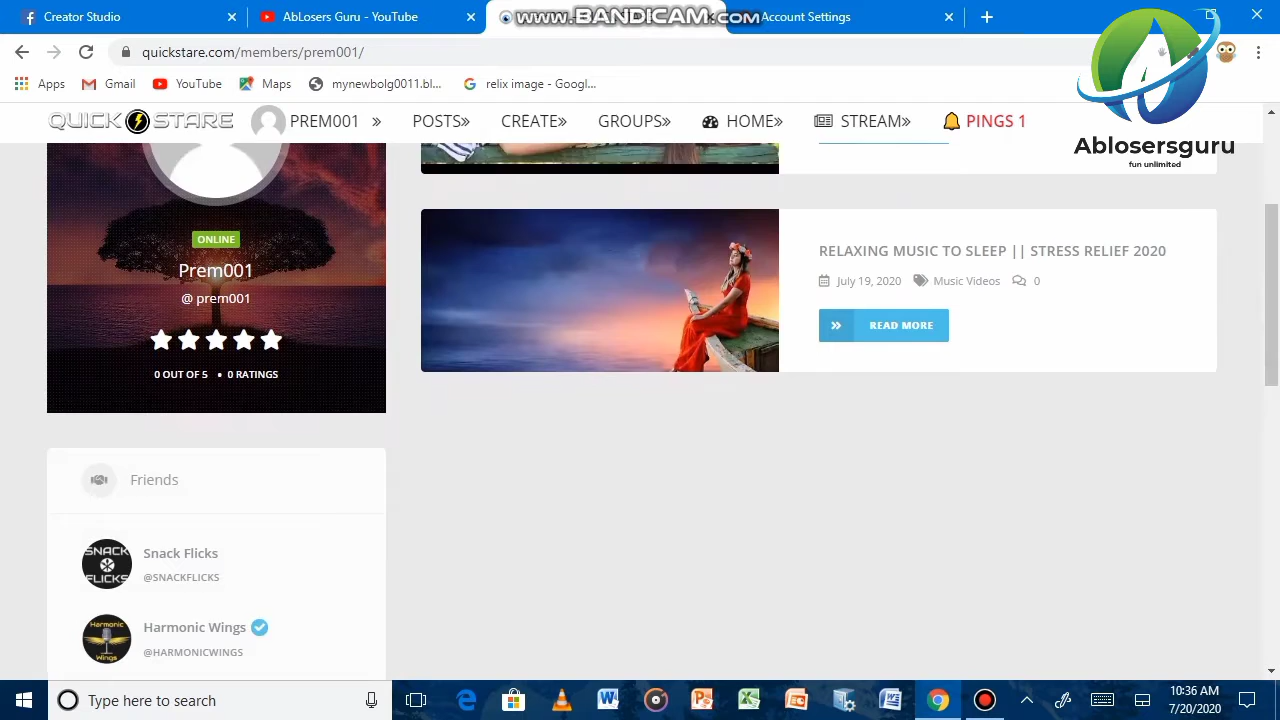 Creator Studio
AbLosers Guru - YouTube
www.BANDICAM.com
Account Settings
quickstare.com/members/prem001/
Apps
Gmail
YouTube
Maps
mynewbolg0011.bl...
relix image - Googl...
QUICK STARE
PREM001 »
POSTS»
CREATE»
GROUPS»
HOME»
STREAM»
PINGS 1
Ablosersguru
fun unlimited
ONLINE
Prem001
@ prem001
0 OUT OF 5 • 0 RATINGS
RELAXING MUSIC TO SLEEP || STRESS RELIEF 2020
July 19, 2020 Music Videos 0
» READ MORE
Friends
SNACK FLICKS
Snack Flicks
@SNACKFLICKS
Harmonic Wings
Harmonic Wings
@HARMONICWINGS
Type here to search
10:36 AM
7/20/2020